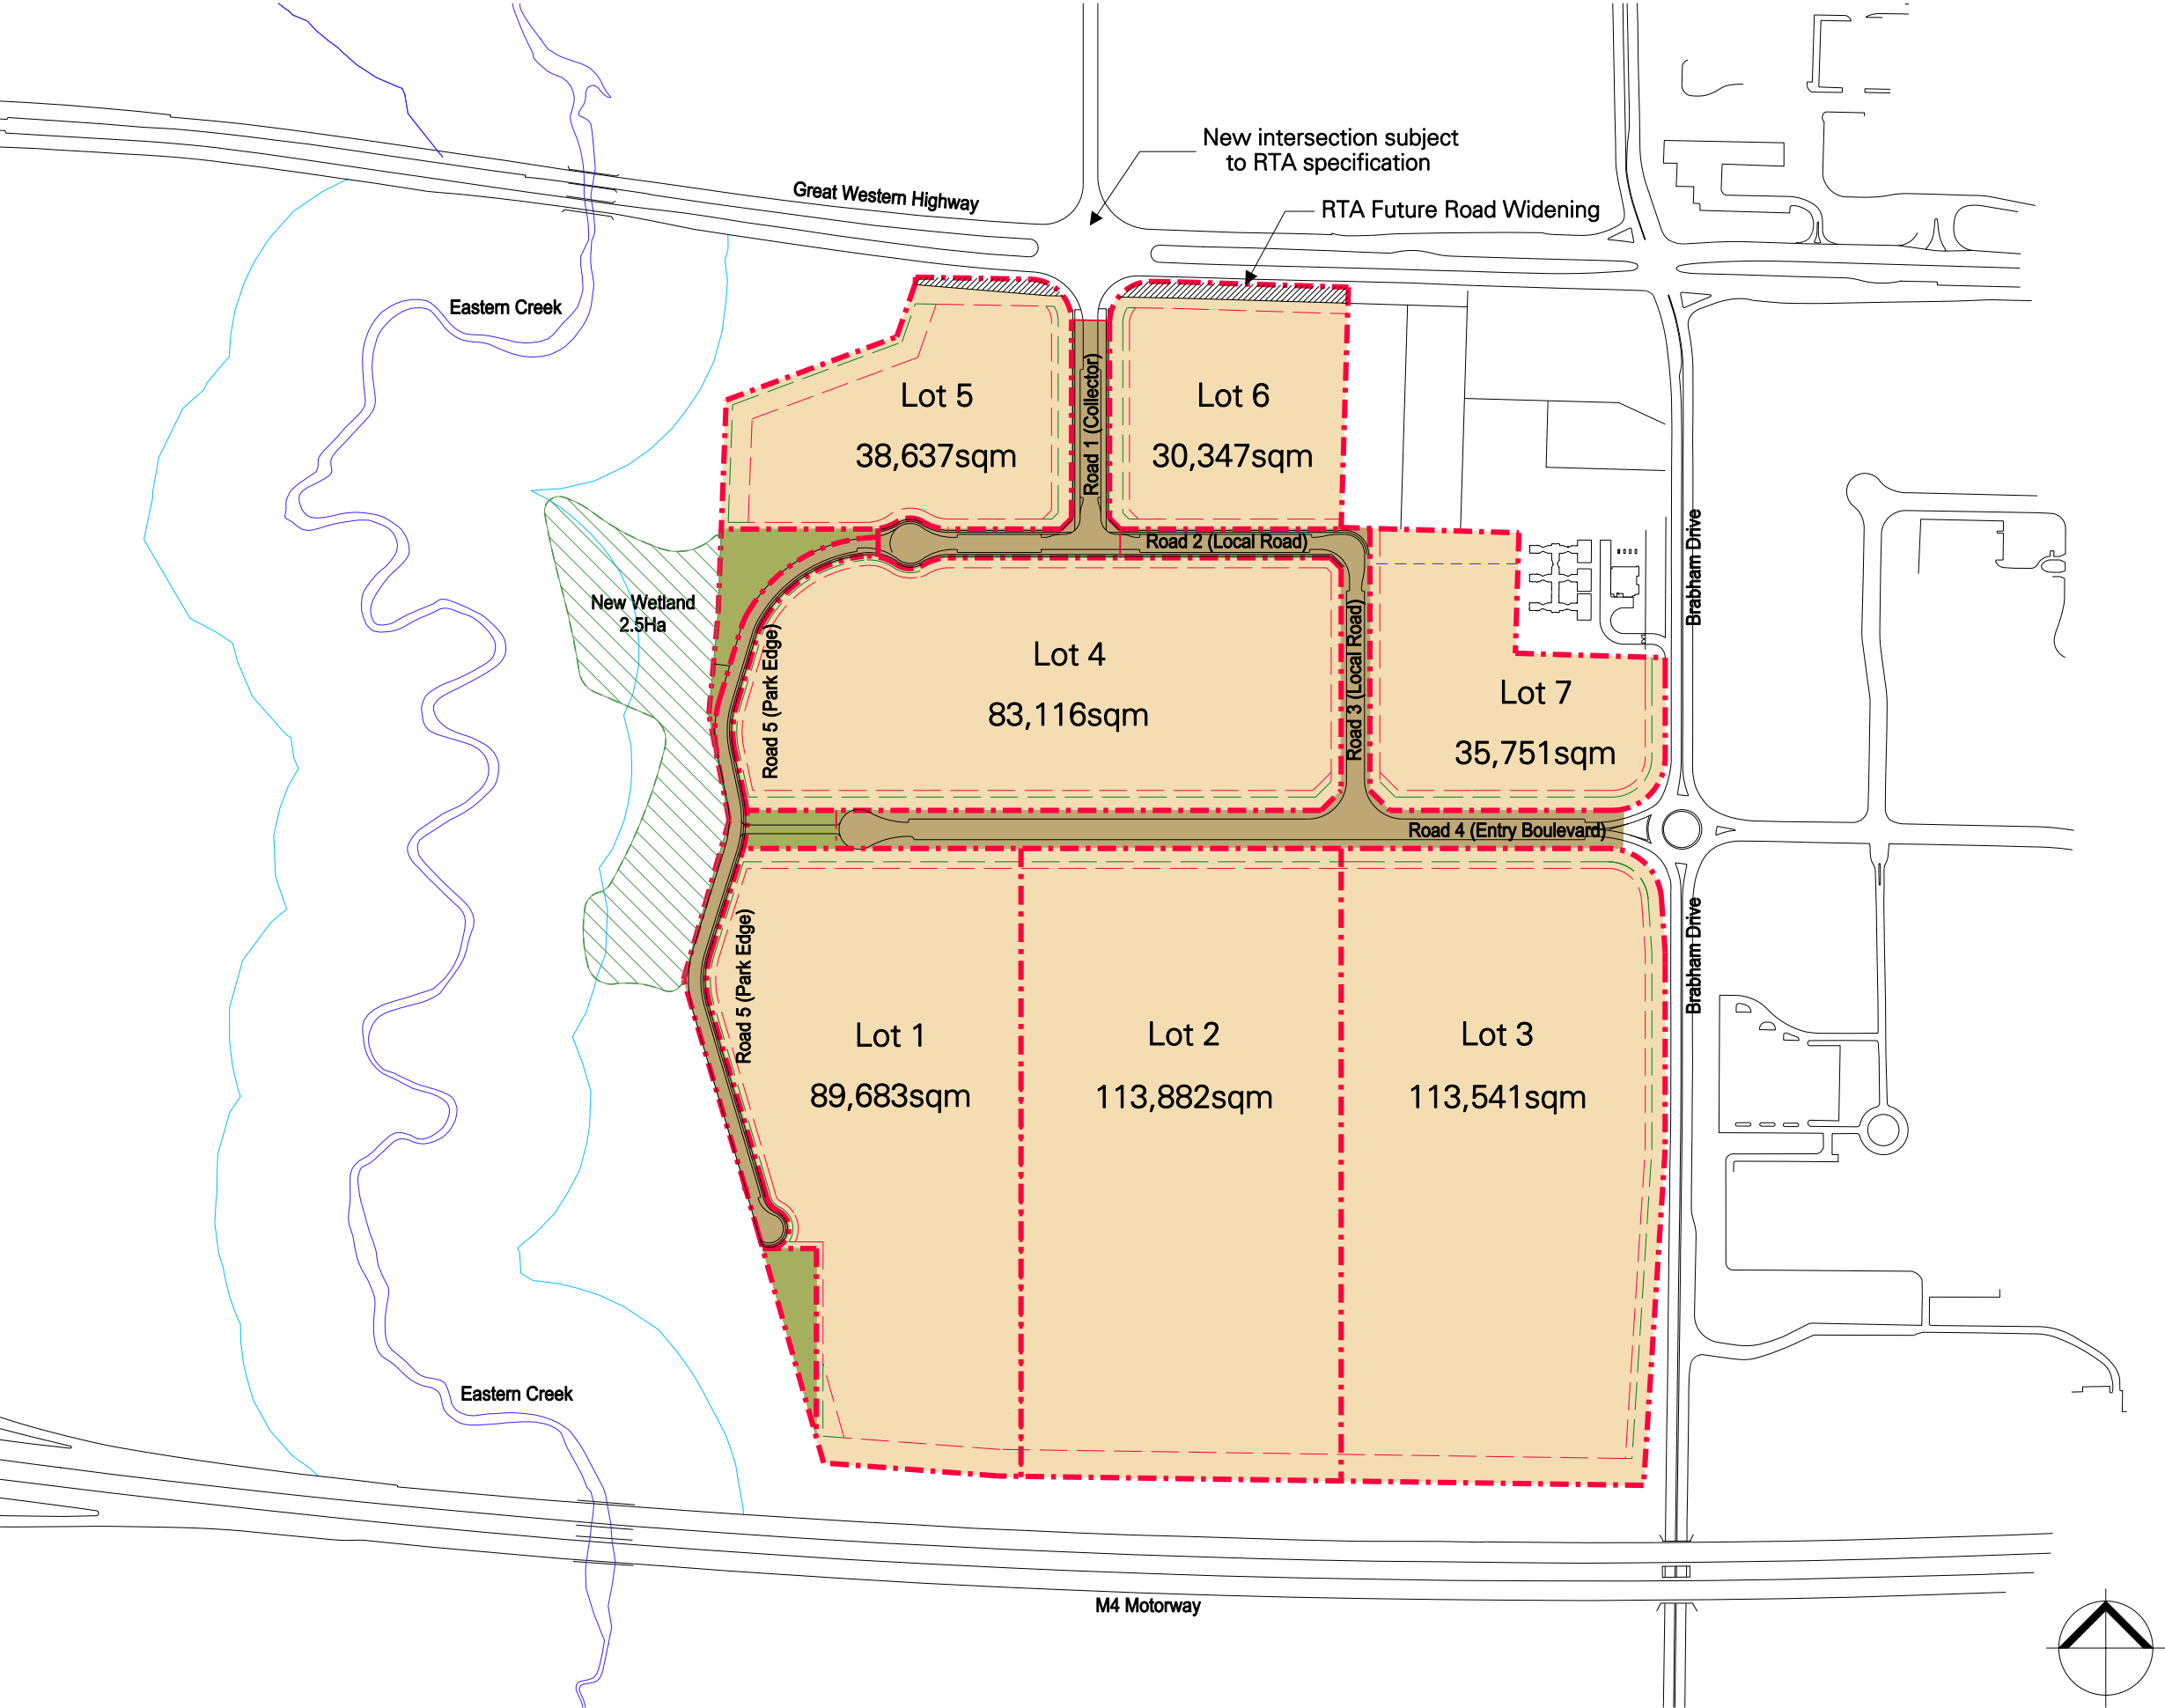 New intersection subject
to RTA specification
Great Western Highway
RTA Future Road Widening
Eastern Creek
Lot 5
38,637sqm
Road 1 (Collector)
Lot 6
30,347sqm
Road 2 (Local Road)
New Wetland
2.5Ha
Road 5 (Park Edge)
Lot 4
83,116sqm
Road 3 (Local Road)
Lot 7
35,751sqm
Brabham Drive
Road 4 (Entry Boulevard)
Road 5 (Park Edge)
Lot 1
89,683sqm
Lot 2
113,882sqm
Lot 3
113,541sqm
Brabham Drive
Eastern Creek
M4 Motorway